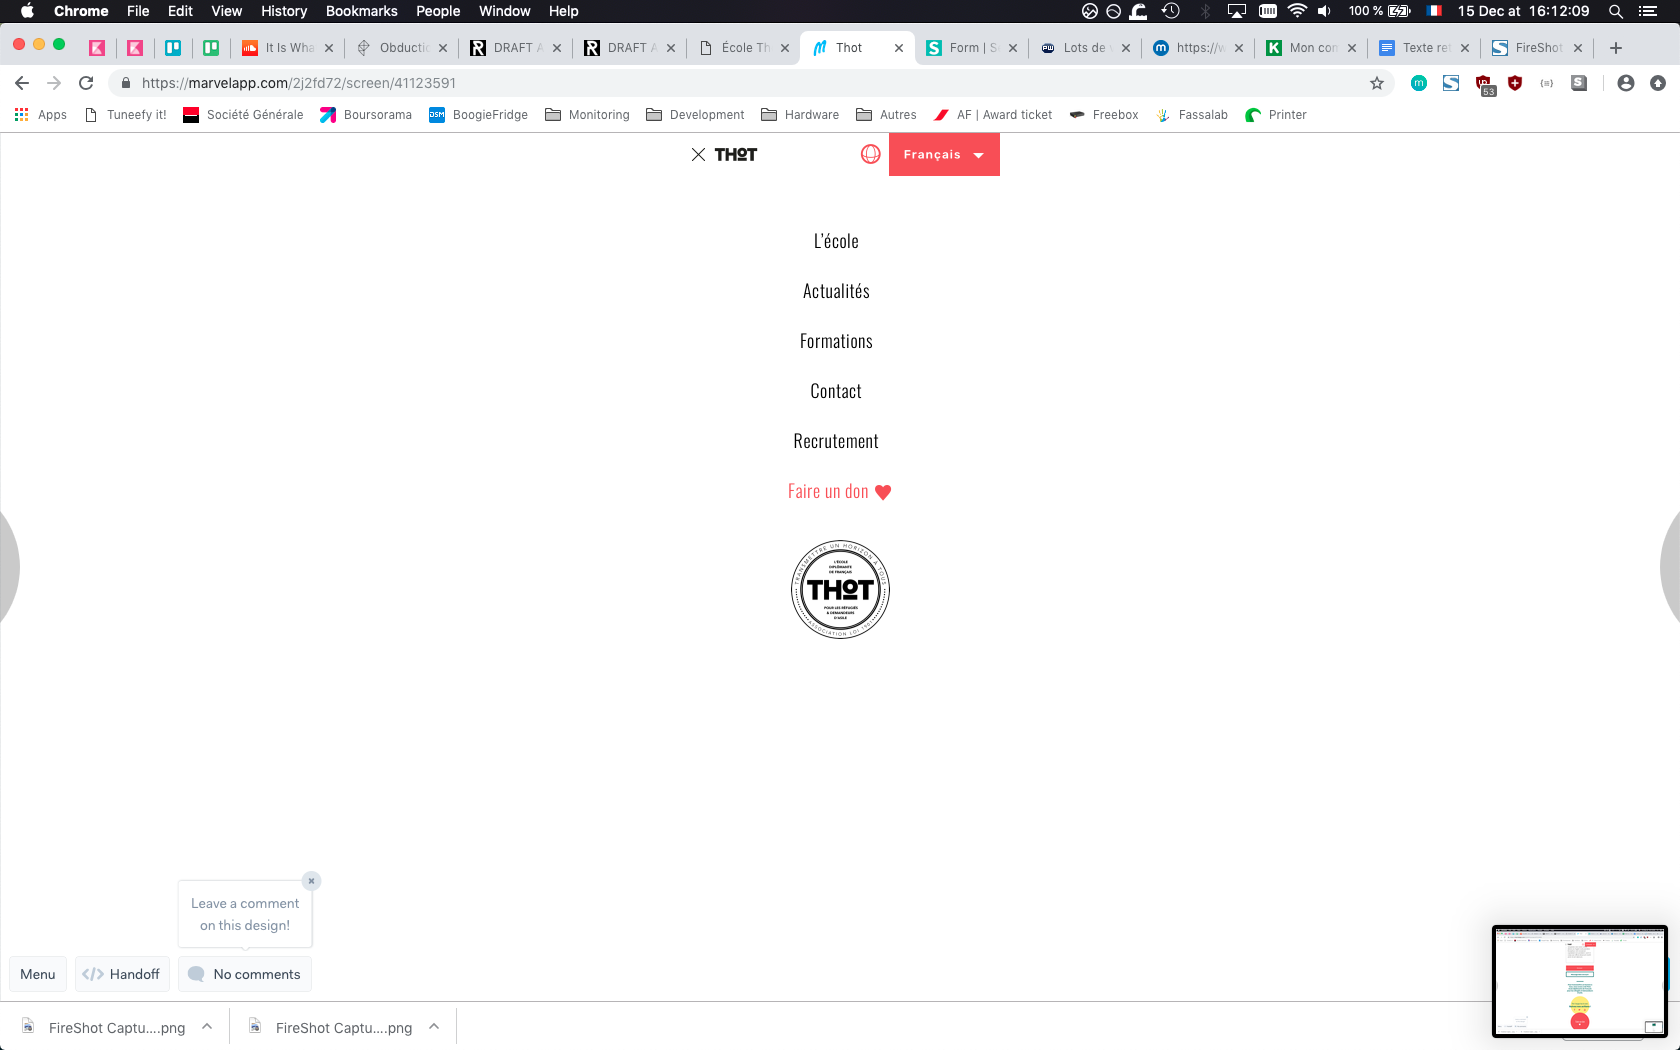 Chrome File Edit View History Bookmarks People Window Help 100 % 15 Dec at 16:12:09
It Is Wha Obductio DRAFT A DRAFT A École Th Thot Form | S Lots de v https://w Mon con Texte ret FireShot
https://marvelapp.com/2j2fd72/screen/41123591 53
Apps Tuneefy it! Société Générale Boursorama BoogieFridge Monitoring Development Hardware Autres AF | Award ticket Freebox Fassalab Printer
THOT Français
L'école
Actualités
Formations
Contact
Recrutement
Faire un don
TRANSMETTRE UN HORIZON À TOUS
L'ÉCOLE
DIPLÔMANTE
DE FRANÇAIS
THOT
POUR LES RÉFUGIÉS
& DEMANDEURS
D'ASILE
ASSOCIATION LOI 1901
Leave a comment
on this design!
Menu </> Handoff No comments
FireShot Captu....png FireShot Captu....png